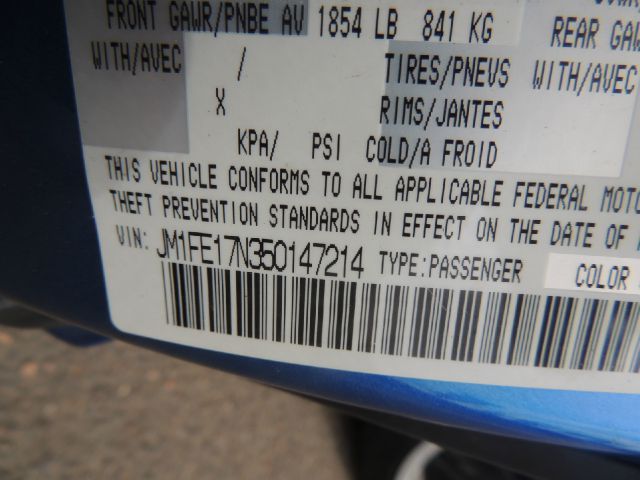 FRONT GAWR/PNBE AV 1854 LB 841 KG REAR GAW
WITH/AVEC / TIRES/PNEUS WITH/AVEC
X RIMS/JANTES
KPA/ PSI COLD/A FROID
THIS VEHICLE CONFORMS TO ALL APPLICABLE FEDERAL MOTO
THEFT PREVENTION STANDARDS IN EFFECT ON THE DATE OF
VIN: JM1FE17N350147214 TYPE:PASSENGER COLOR